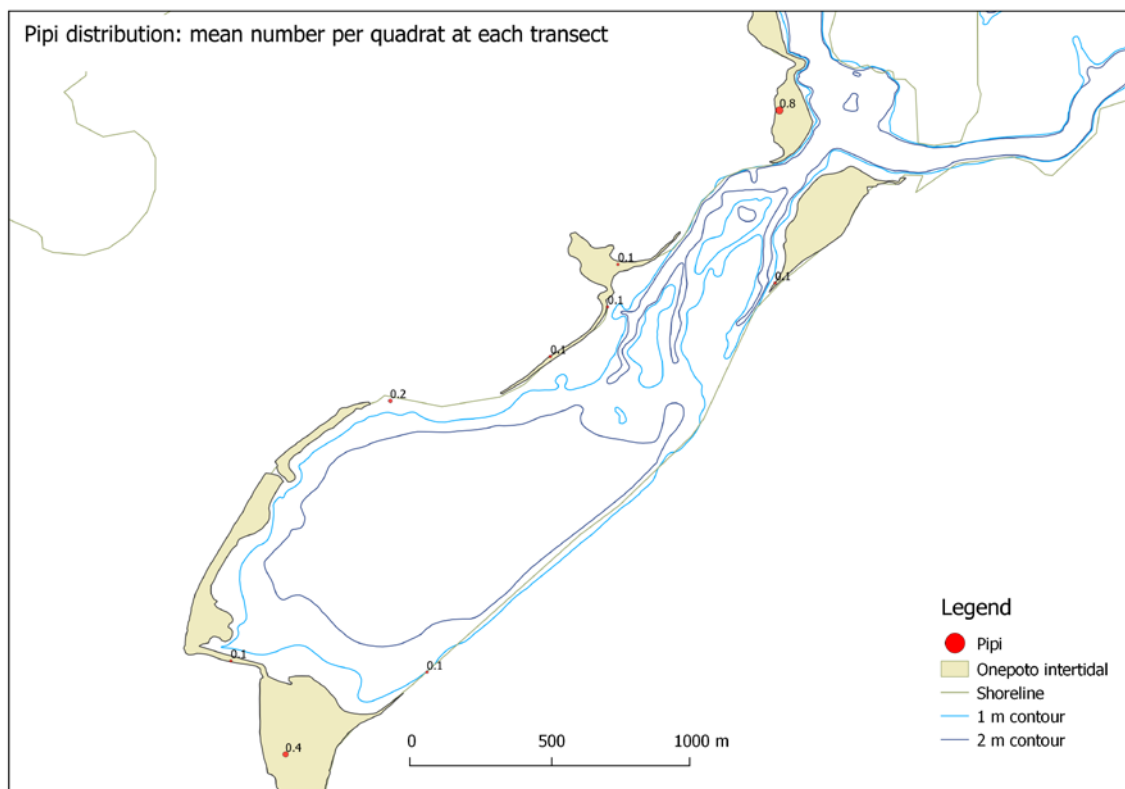 Pipi distribution: mean number per quadrat at each transect
0.8
0.1
0.1
0.1
0.1
0.2
0.1
0.1
0.4
Legend
Pipi
Onepoto intertidal
Shoreline
1 m contour
2 m contour
0 500 1000 m